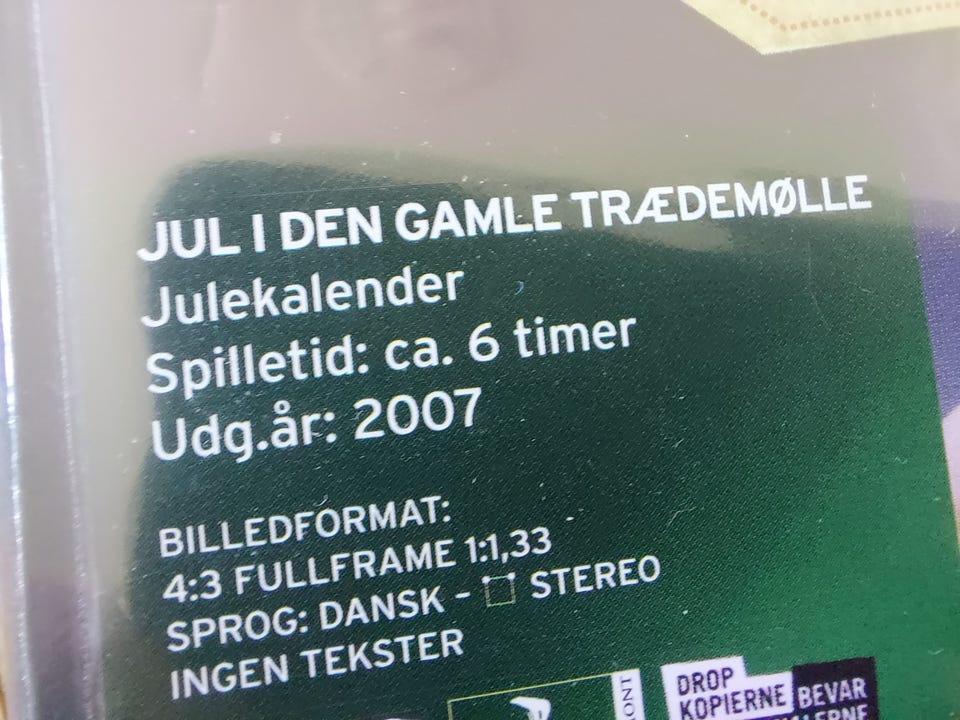 JUL I DEN GAMLE TRÆDEMØLLE
Julekalender
Spilletid: ca. 6 timer
Udg.år: 2007
BILLEDFORMAT:
4:3 FULLFRAME 1:1,33
SPROG: DANSK - STEREO
INGEN TEKSTER
DROP
KOPIERNE BEVAR